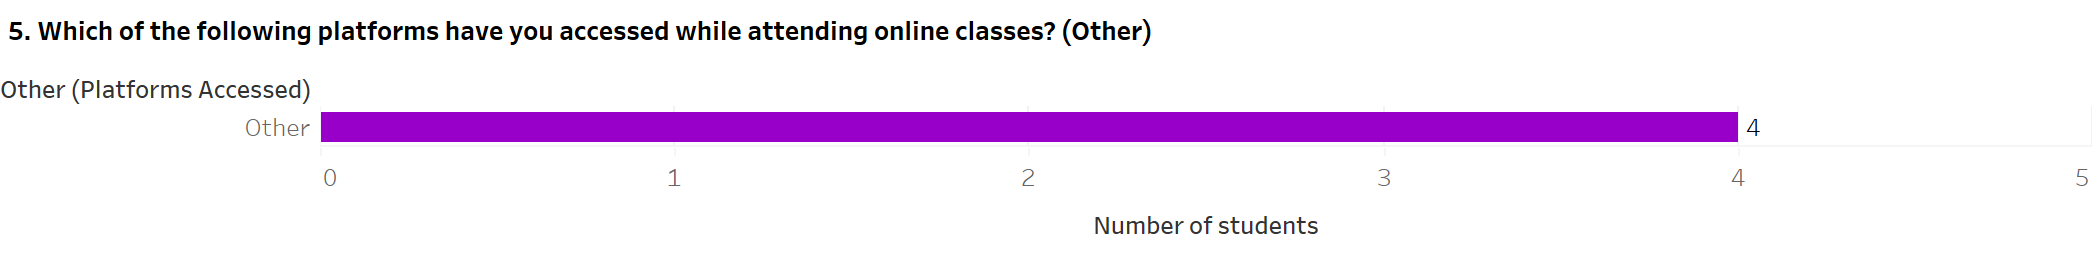 5. Which of the following platforms have you accessed while attending online classes? (Other)
Other (Platforms Accessed)
Other 4
0 1 2 3 4 5
Number of students